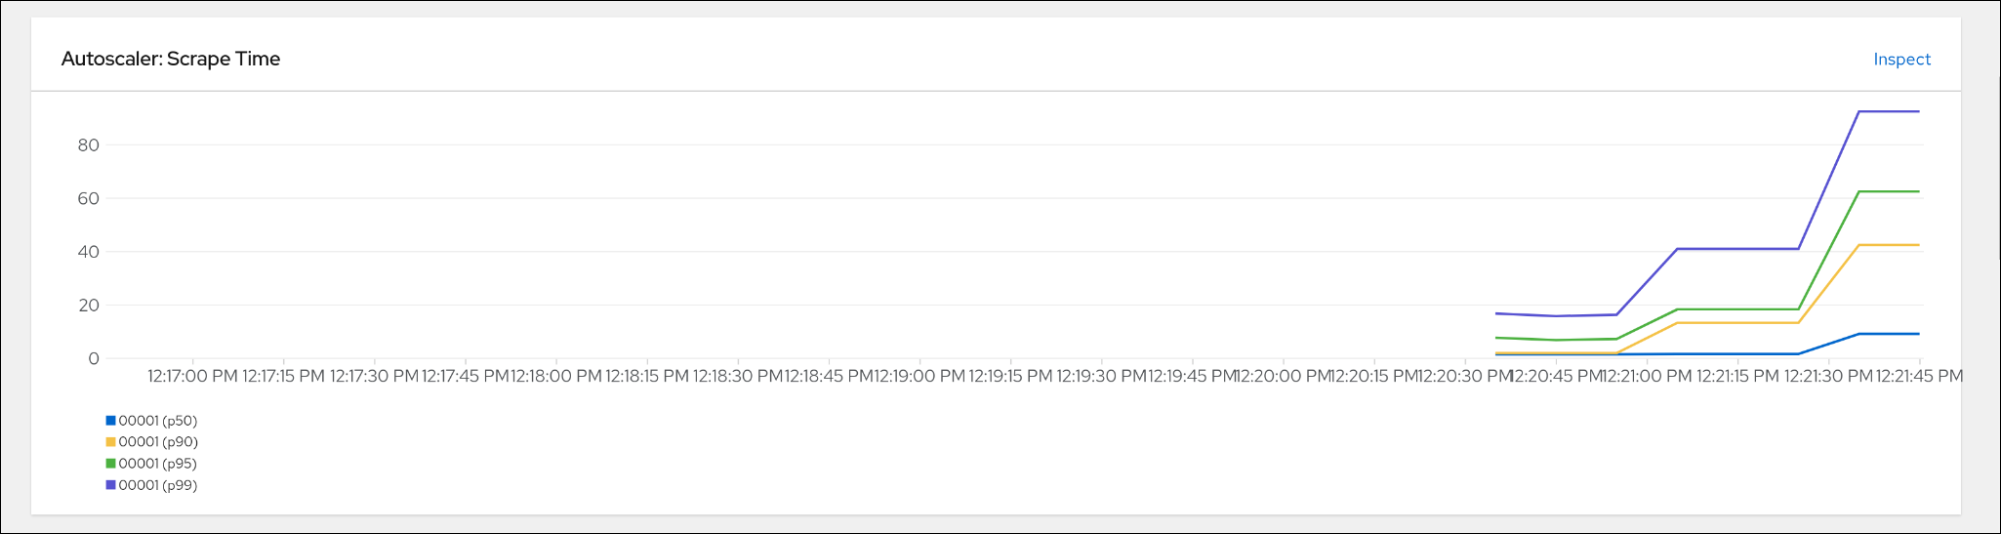 Autoscaler: Scrape Time
Inspect
80
60
40
20
0
12:17:00 PM 12:17:15 PM 12:17:30 PM 12:17:45 PM 12:18:00 PM 12:18:15 PM 12:18:30 PM 12:18:45 PM 12:19:00 PM 12:19:15 PM 12:19:30 PM 12:19:45 PM 12:20:00 PM 12:20:15 PM 12:20:30 PM 12:20:45 PM 12:21:00 PM 12:21:15 PM 12:21:30 PM 12:21:45 PM
00001 (p50)
00001 (p90)
00001 (p95)
00001 (p99)